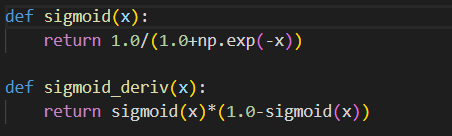 def sigmoid(x):
    return 1.0/(1.0+np.exp(-x))
def sigmoid_deriv(x):
    return sigmoid(x)*(1.0-sigmoid(x))